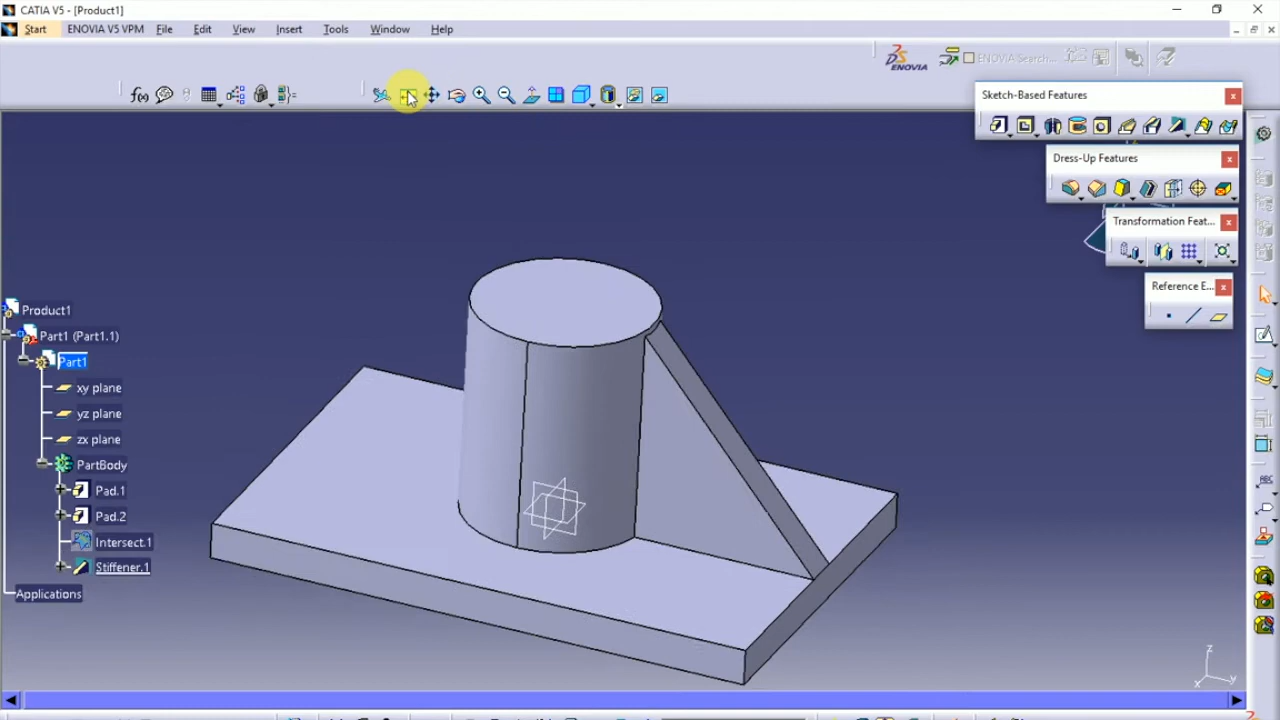 CATIA V5 - [Product1]
Start ENOVIA V5 VPM File Edit View Insert Tools Window Help
ENOVIA
ENOVIA Search...
f(x)
Sketch-Based Features
Dress-Up Features
Transformation Feat...
Reference E...
Product1
Part1 (Part1.1)
Part1
xy plane
yz plane
zx plane
PartBody
Pad.1
Pad.2
Intersect.1
Stiffener.1
Applications
ABC
z
x y